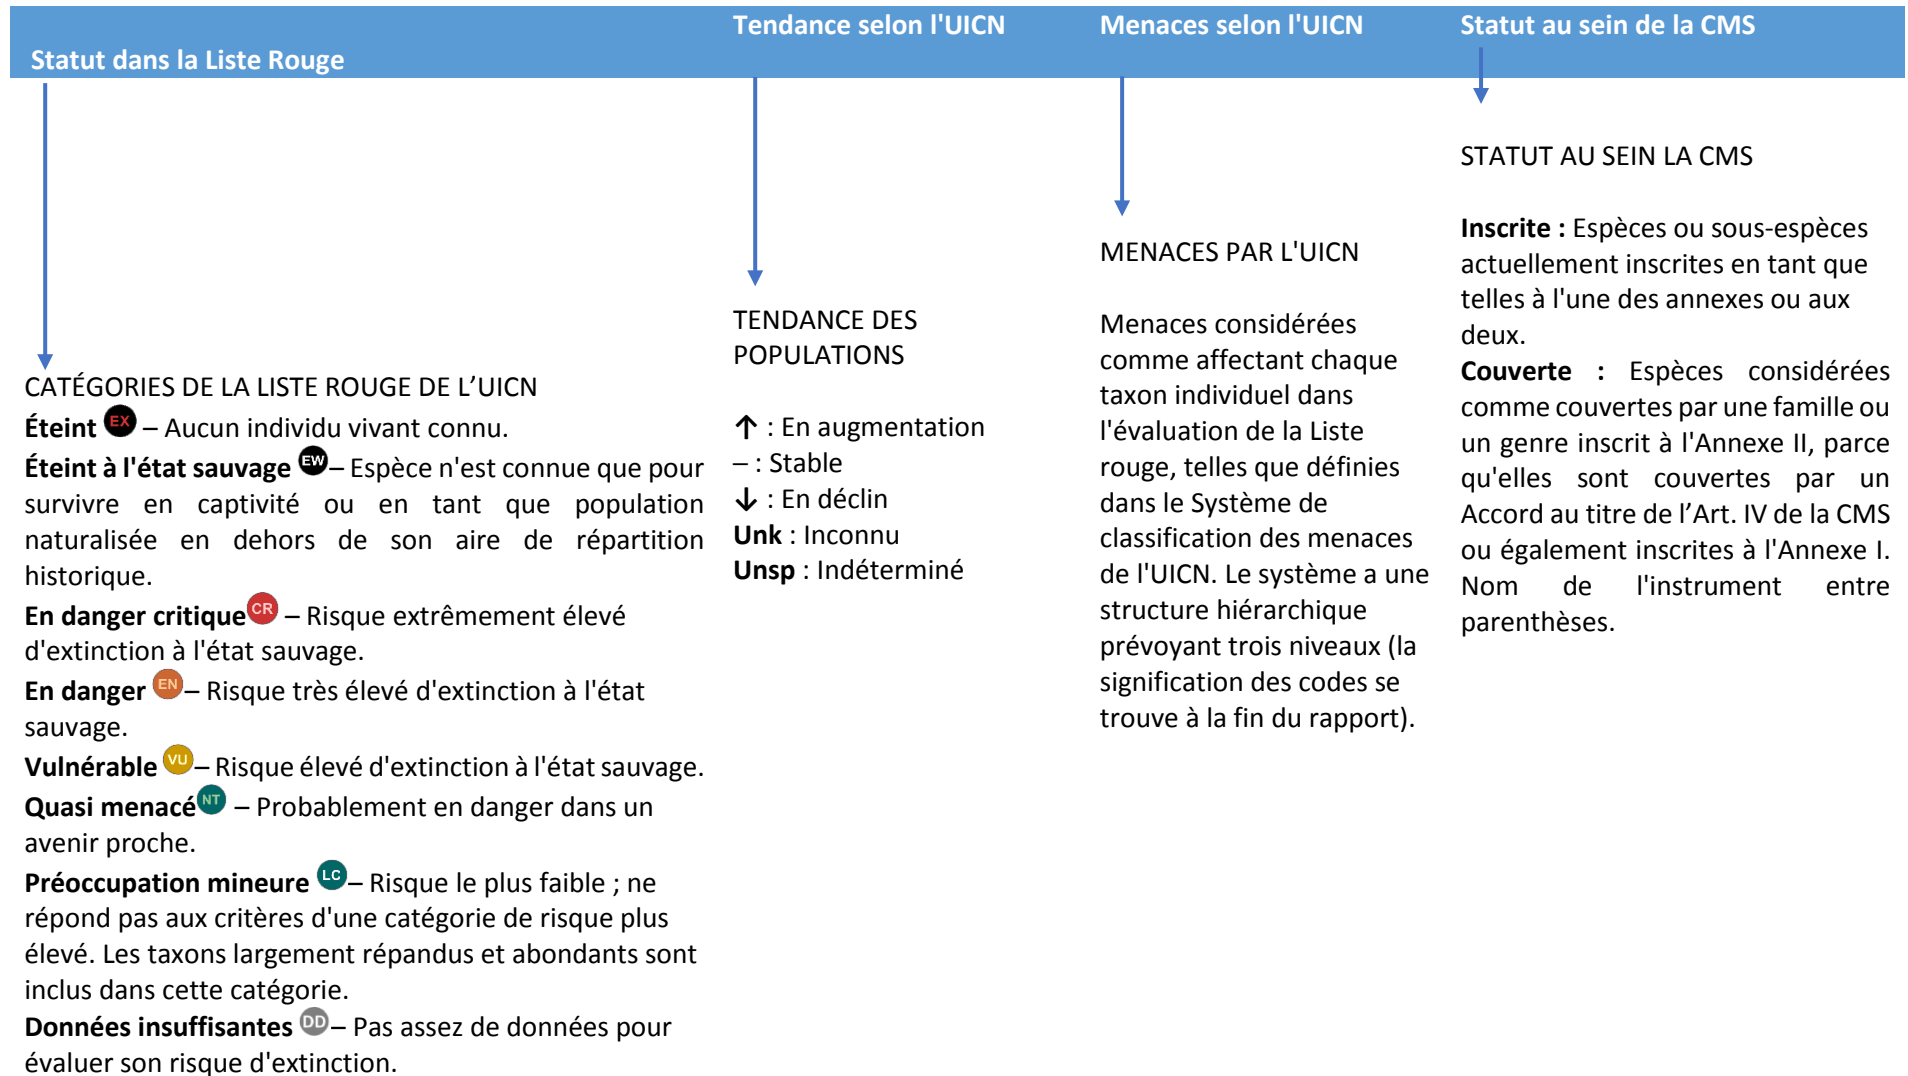 Statut dans la Liste Rouge
Tendance selon l'UICN
Menaces selon l'UICN
Statut au sein de la CMS
CATÉGORIES DE LA LISTE ROUGE DE L’UICN
Éteint EX – Aucun individu vivant connu.
Éteint à l'état sauvage EW – Espèce n'est connue que pour
survivre en captivité ou en tant que population
naturalisée en dehors de son aire de répartition
historique.
En danger critique CR – Risque extrêmement élevé
d'extinction à l'état sauvage.
En danger EN – Risque très élevé d'extinction à l'état
sauvage.
Vulnérable VU – Risque élevé d'extinction à l'état sauvage.
Quasi menacé NT – Probablement en danger dans un
avenir proche.
Préoccupation mineure LC – Risque le plus faible ; ne
répond pas aux critères d'une catégorie de risque plus
élevé. Les taxons largement répandus et abondants sont
inclus dans cette catégorie.
Données insuffisantes DD – Pas assez de données pour
évaluer son risque d'extinction.
TENDANCE DES
POPULATIONS
↑ : En augmentation
– : Stable
↓ : En déclin
Unk : Inconnu
Unsp : Indéterminé
MENACES PAR L'UICN
Menaces considérées
comme affectant chaque
taxon individuel dans
l'évaluation de la Liste
rouge, telles que définies
dans le Système de
classification des menaces
de l'UICN. Le système a une
structure hiérarchique
prévoyant trois niveaux (la
signification des codes se
trouve à la fin du rapport).
STATUT AU SEIN LA CMS
Inscrite : Espèces ou sous-espèces
actuellement inscrites en tant que
telles à l'une des annexes ou aux
deux.
Couverte : Espèces considérées
comme couvertes par une famille ou
un genre inscrit à l'Annexe II, parce
qu'elles sont couvertes par un
Accord au titre de l’Art. IV de la CMS
ou également inscrites à l'Annexe I.
Nom de l'instrument entre
parenthèses.